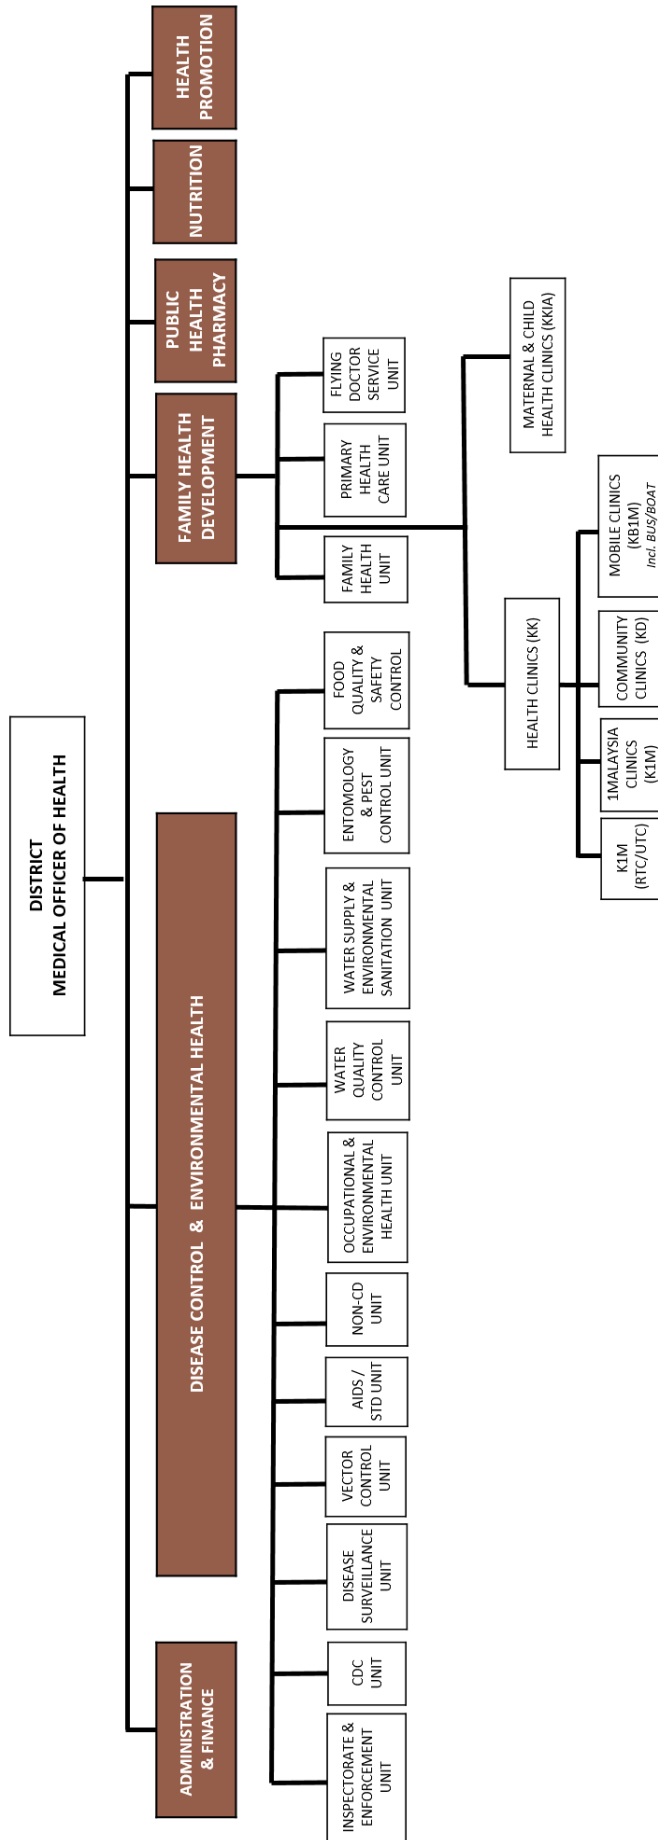 DISTRICT
MEDICAL OFFICER OF HEALTH
ADMINISTRATION
& FINANCE
DISEASE CONTROL & ENVIRONMENTAL HEALTH
FAMILY HEALTH
DEVELOPMENT
PUBLIC
HEALTH
PHARMACY
NUTRITION
HEALTH
PROMOTION
INSPECTORATE &
ENFORCEMENT
UNIT
CDC
UNIT
DISEASE
SURVEILLANCE
UNIT
VECTOR
CONTROL
UNIT
AIDS /
STD UNIT
NON-CD
UNIT
OCCUPATIONAL &
ENVIRONMENTAL
HEALTH UNIT
WATER
QUALITY
CONTROL
UNIT
WATER SUPPLY &
ENVIRONMENTAL
SANITATION UNIT
ENTOMOLOGY
& PEST
CONTROL UNIT
FOOD
QUALITY &
SAFETY
CONTROL
FAMILY
HEALTH
UNIT
PRIMARY
HEALTH
CARE UNIT
FLYING
DOCTOR
SERVICE
UNIT
HEALTH CLINICS (KK)
MATERNAL & CHILD
HEALTH CLINICS (KKIA)
K1M
(RTC/UTC)
1MALAYSIA
CLINICS
(K1M)
COMMUNITY
CLINICS (KD)
MOBILE CLINICS
(KB1M)
Incl. BUS/BOAT